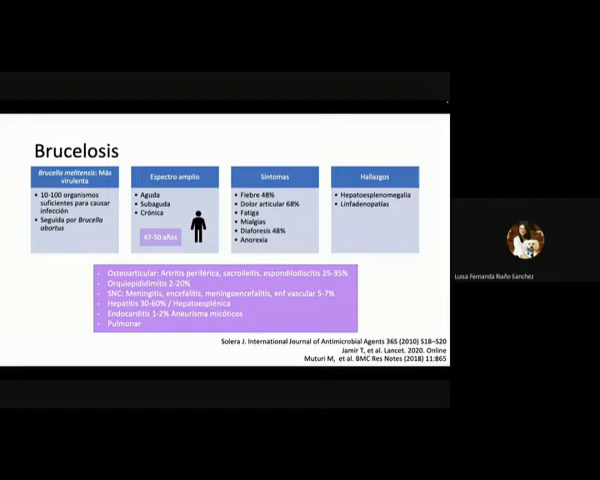 Brucelosis
Brucella melitensis: Más
virulenta
• 10-100 organismos
suficientes para causar
infección
• Seguida por Brucella
abortus
Espectro amplio
• Aguda
• Subaguda
• Crónica
47-50 años
Síntomas
• Fiebre 48%
• Dolor articular 68%
• Fatiga
• Mialgias
• Diaforesis 48%
• Anorexia
Hallazgos
• Hepatoesplenomegalia
• Linfadenopatías
- Osteoarticular: Artritis periférica, sacroileitis, espondilodiscitis 25-35%
- Orquiepididimitis 2-20%
- SNC: Meningitis, encefalitis, meningoencefalitis, enf vascular 5-7%
- Hepatitis 30-60% / Hepatoesplénica
- Endocarditis 1-2% Aneurisma micóticos
- Pulmonar
Solera J. International Journal of Antimicrobial Agents 36S (2010) S18–S20
Jamir T, et al. Lancet. 2020. Online
Muturi M, et al. BMC Res Notes (2018) 11:865
Luisa Fernanda Riaño Sanchez